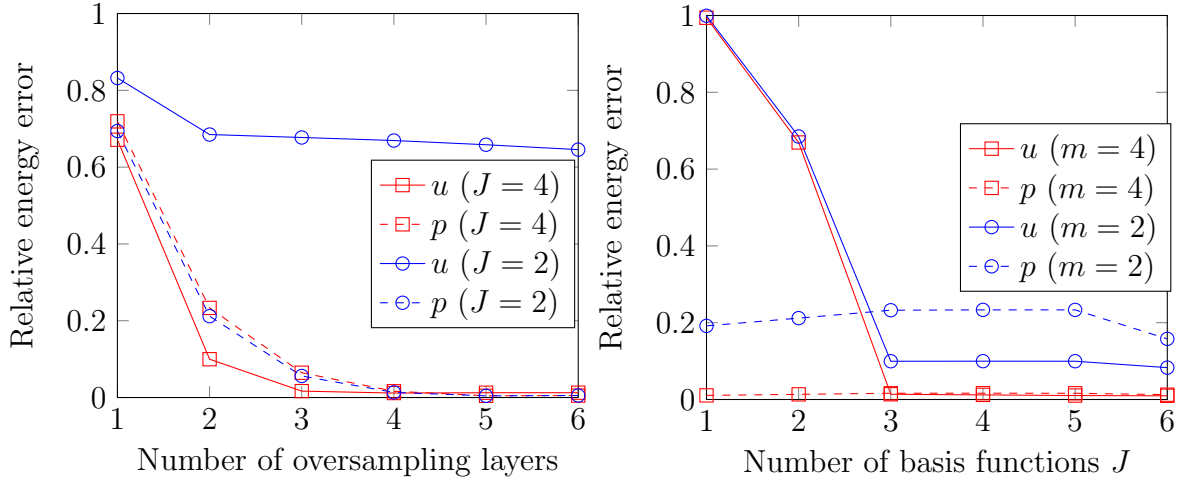 1
0.8
0.6
0.4
0.2
0
1 2 3 4 5 6
Relative energy error
Number of oversampling layers
u (J = 4)
p (J = 4)
u (J = 2)
p (J = 2)
1
0.8
0.6
0.4
0.2
0
1 2 3 4 5 6
Relative energy error
Number of basis functions J
u (m = 4)
p (m = 4)
u (m = 2)
p (m = 2)